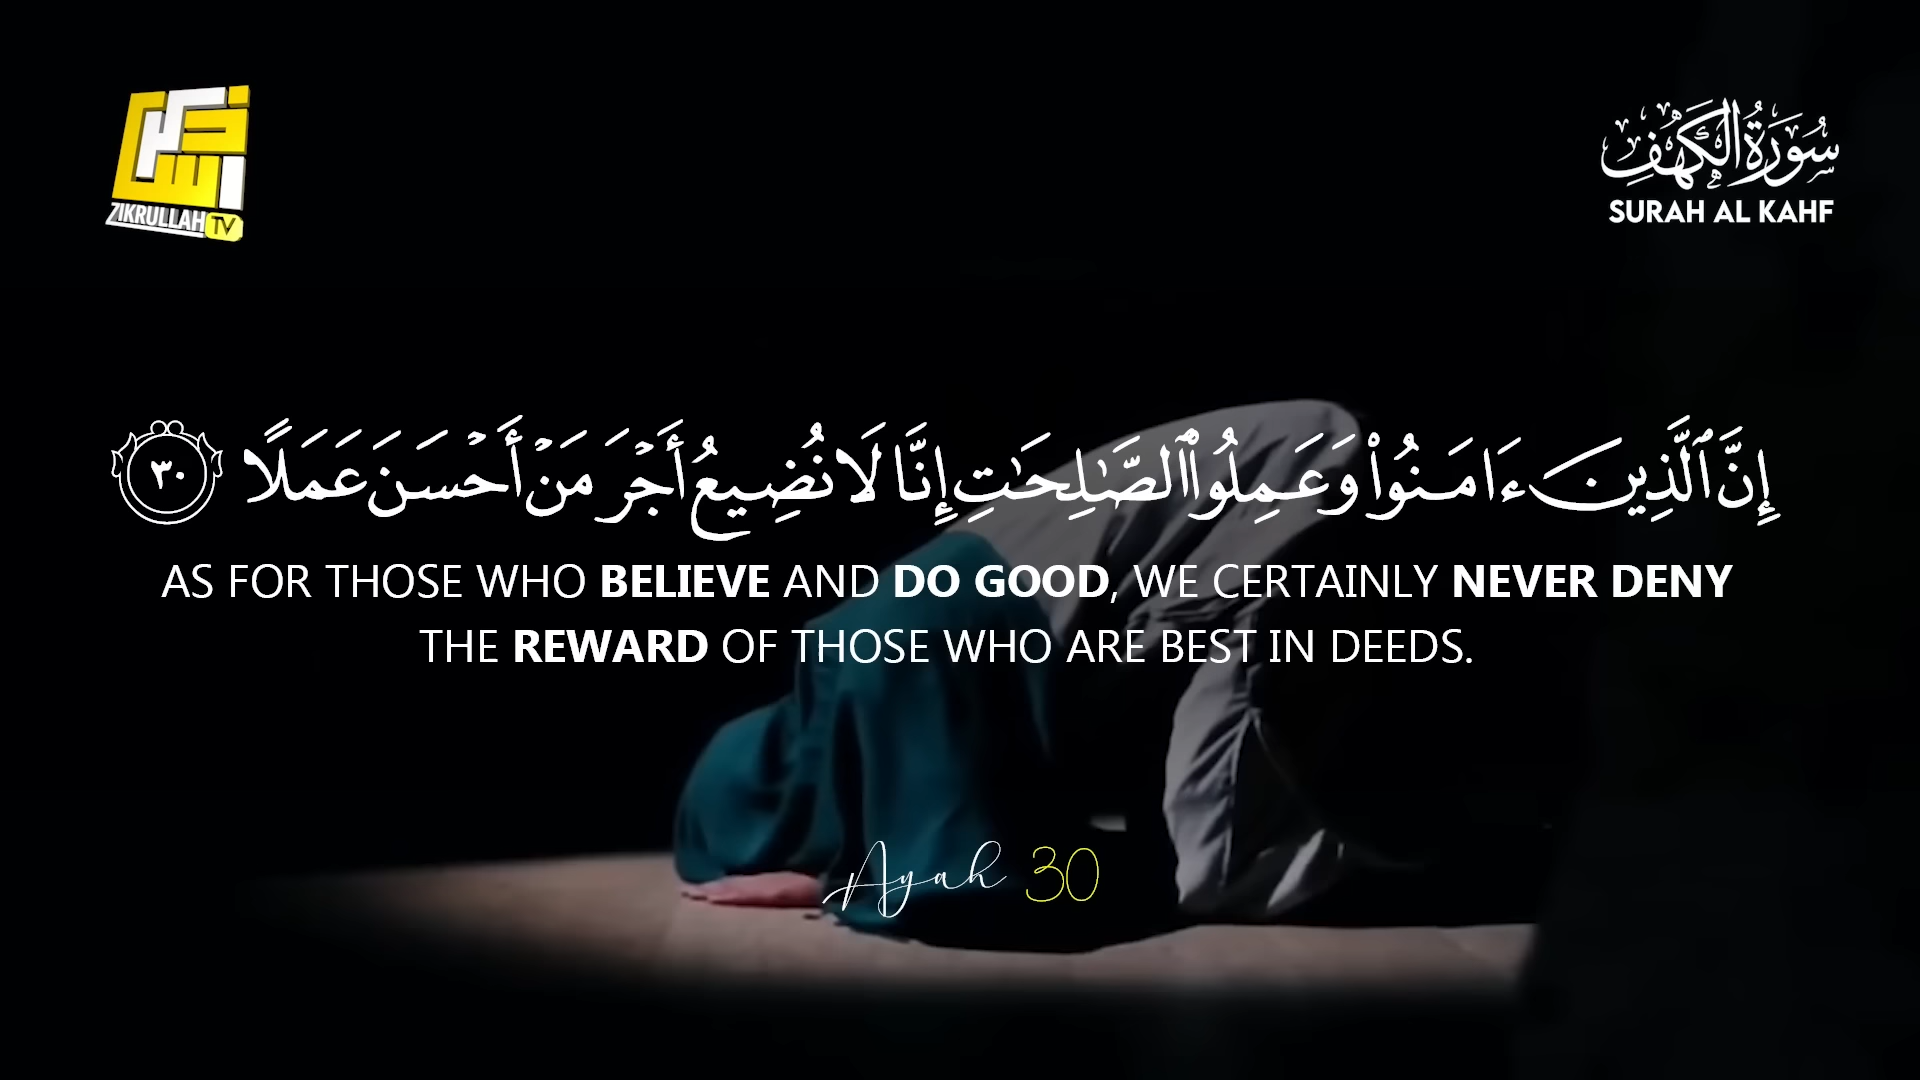 ZIKRULLAH TV
سُورَةُ الكَهْفِ
SURAH AL KAHF
إِنَّ ٱلَّذِينَ ءَامَنُوا۟ وَعَمِلُوا۟ ٱلصَّـٰلِحَـٰتِ إِنَّا لَا نُضِيعُ أَجْرَ مَنْ أَحْسَنَ عَمَلًا ٣٠
AS FOR THOSE WHO BELIEVE AND DO GOOD, WE CERTAINLY NEVER DENY
THE REWARD OF THOSE WHO ARE BEST IN DEEDS.
Ayah 30